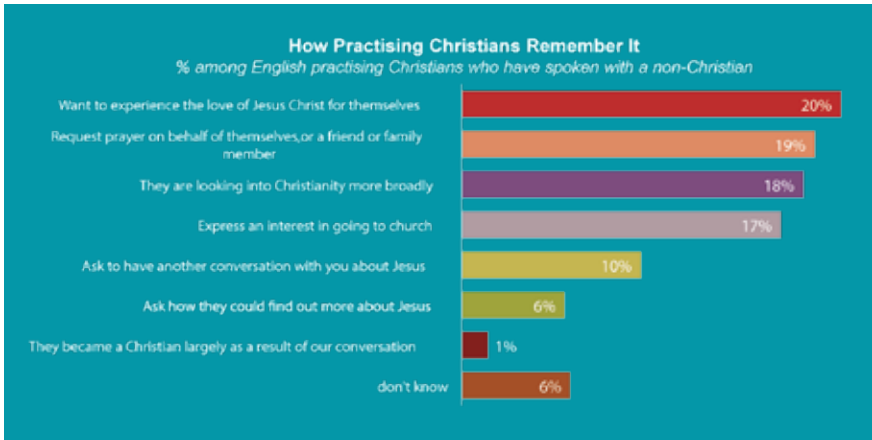 How Practising Christians Remember It
% among English practising Christians who have spoken with a non-Christian
Want to experience the love of Jesus Christ for themselves
20%
Request prayer on behalf of themselves,or a friend or family
member
19%
They are looking into Christianity more broadly
18%
Express an interest in going to church
17%
Ask to have another conversation with you about Jesus
10%
Ask how they could find out more about Jesus
6%
They became a Christian largely as a result of our conversation
1%
don't know
6%